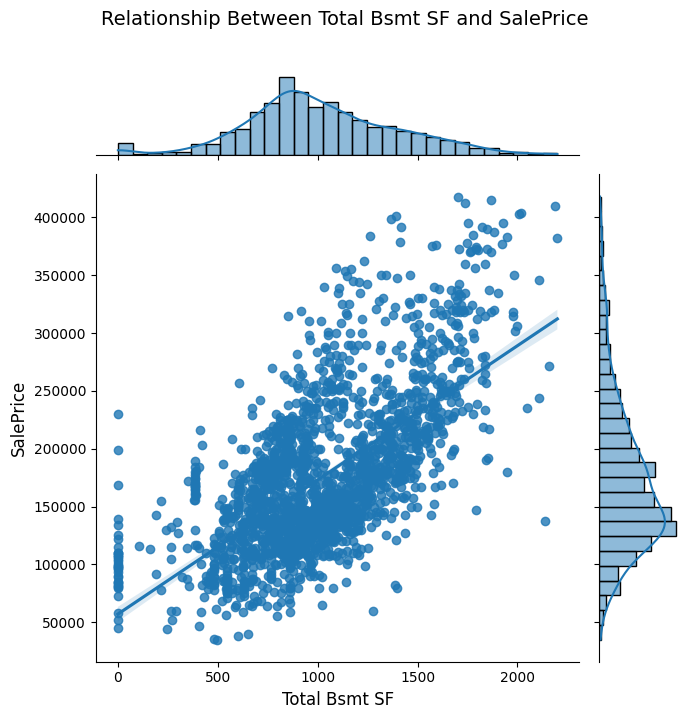 Relationship Between Total Bsmt SF and SalePrice
400000
350000
300000
250000
200000
150000
100000
50000
SalePrice
0 500 1000 1500 2000
Total Bsmt SF